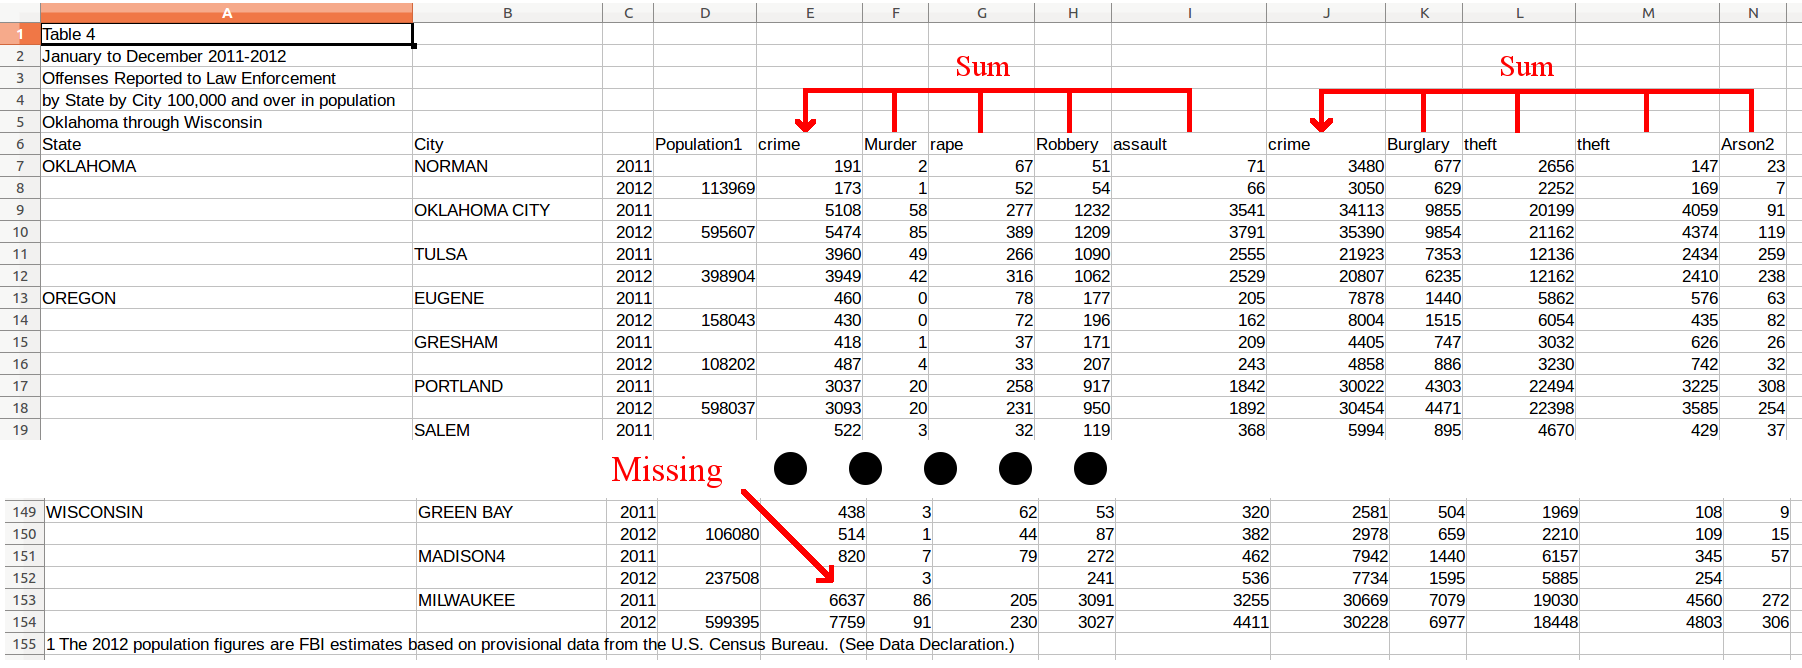 A B C D E F G H I J K L M N
1 Table 4
2 January to December 2011-2012
3 Offenses Reported to Law Enforcement Sum Sum
4 by State by City 100,000 and over in population
5 Oklahoma through Wisconsin
6 State City Population1 crime Murder rape Robbery assault crime Burglary theft theft Arson2
7 OKLAHOMA NORMAN 2011 191 2 67 51 71 3480 677 2656 147 23
8 2012 113969 173 1 52 54 66 3050 629 2252 169 7
9 OKLAHOMA CITY 2011 5108 58 277 1232 3541 34113 9855 20199 4059 91
10 2012 595607 5474 85 389 1209 3791 35390 9854 21162 4374 119
11 TULSA 2011 3960 49 266 1090 2555 21923 7353 12136 2434 259
12 2012 398904 3949 42 316 1062 2529 20807 6235 12162 2410 238
13 OREGON EUGENE 2011 460 0 78 177 205 7878 1440 5862 576 63
14 2012 158043 430 0 72 196 162 8004 1515 6054 435 82
15 GRESHAM 2011 418 1 37 171 209 4405 747 3032 626 26
16 2012 108202 487 4 33 207 243 4858 886 3230 742 32
17 PORTLAND 2011 3037 20 258 917 1842 30022 4303 22494 3225 308
18 2012 598037 3093 20 231 950 1892 30454 4471 22398 3585 254
19 SALEM 2011 522 3 32 119 368 5994 895 4670 429 37
Missing
149 WISCONSIN GREEN BAY 2011 438 3 62 53 320 2581 504 1969 108 9
150 2012 106080 514 1 44 87 382 2978 659 2210 109 15
151 MADISON4 2011 820 7 79 272 462 7942 1440 6157 345 57
152 2012 237508 3 241 536 7734 1595 5885 254
153 MILWAUKEE 2011 6637 86 205 3091 3255 30669 7079 19030 4560 272
154 2012 599395 7759 91 230 3027 4411 30228 6977 18448 4803 306
155 1 The 2012 population figures are FBI estimates based on provisional data from the U.S. Census Bureau. (See Data Declaration.)